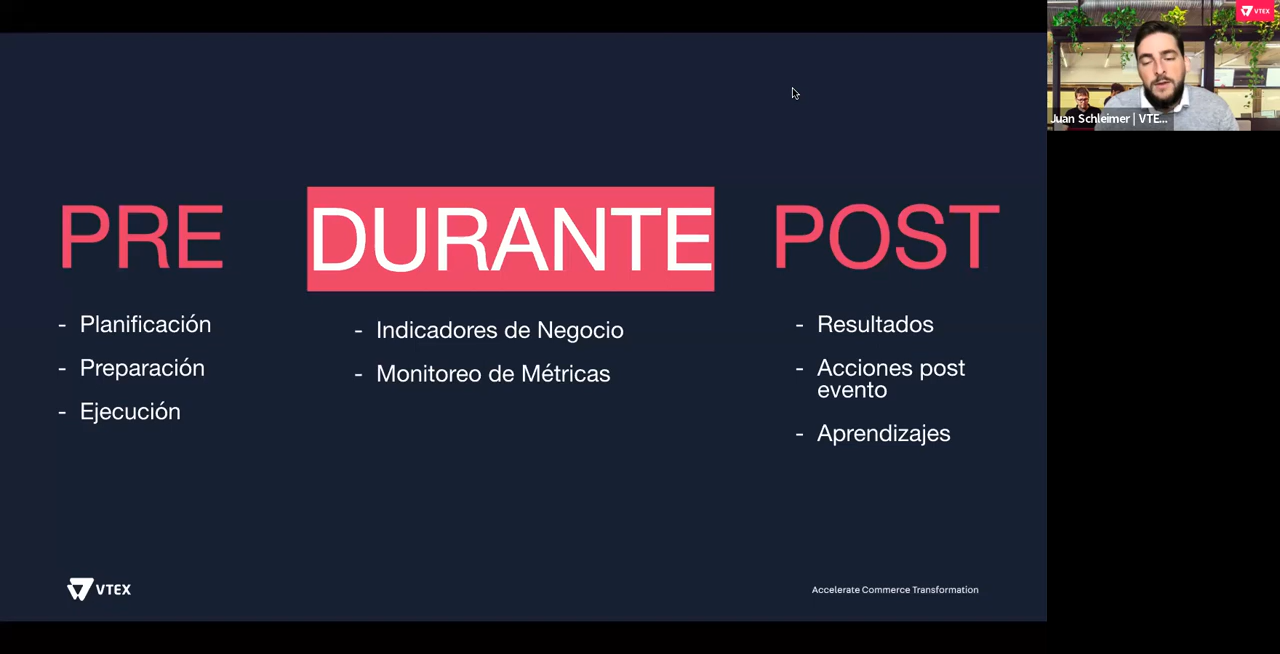 VTEX
Juan Schleimer | VTE...
PRE
- Planificación
- Preparación
- Ejecución
DURANTE
- Indicadores de Negocio
- Monitoreo de Métricas
POST
- Resultados
- Acciones post
evento
- Aprendizajes
VTEX
Accelerate Commerce Transformation